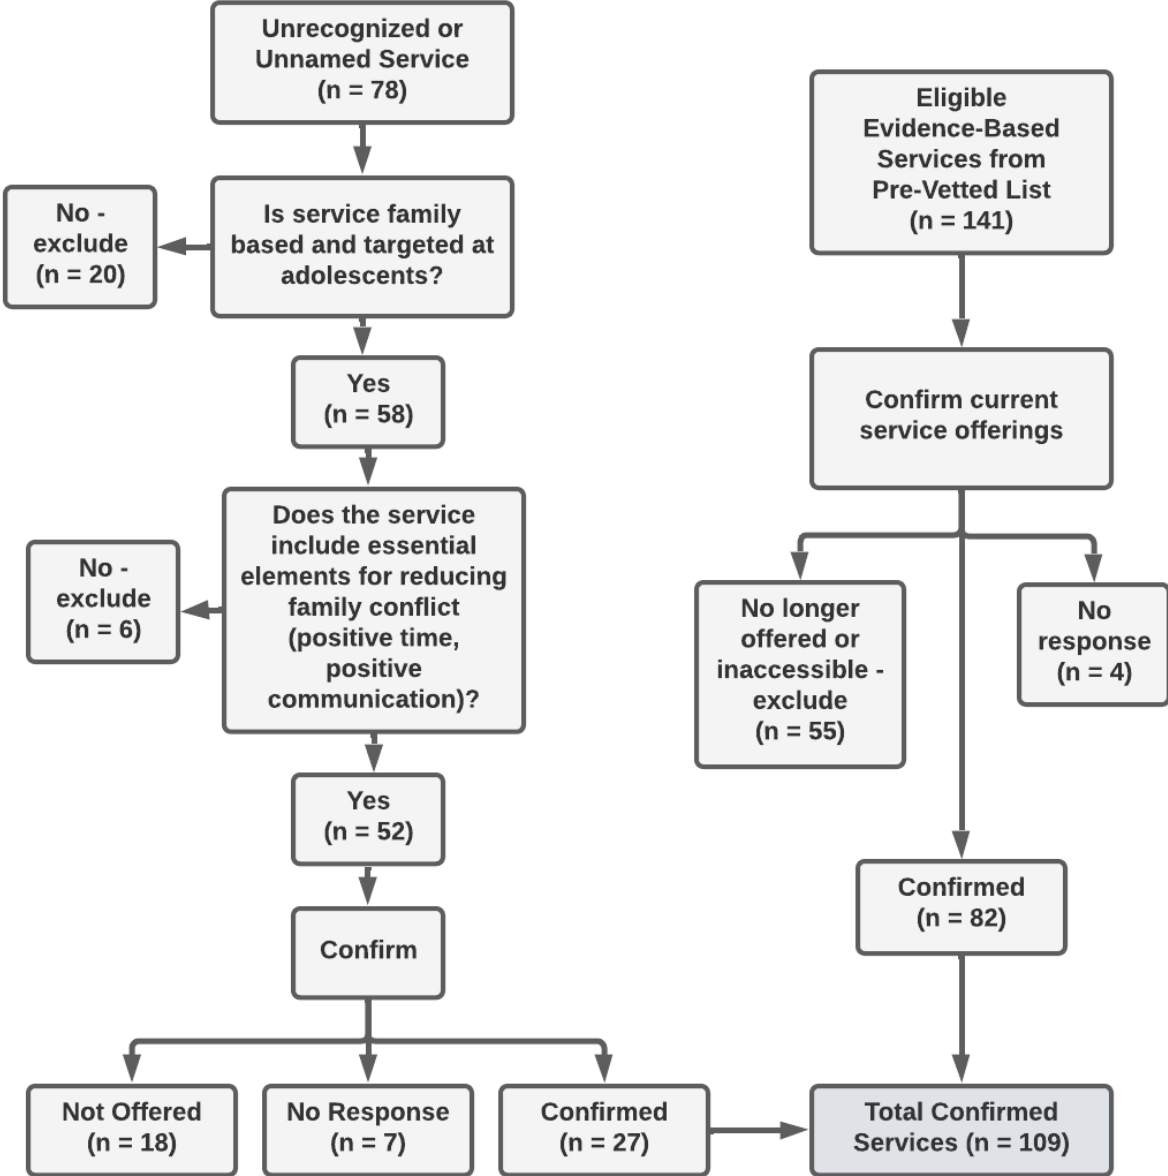 Unrecognized or
Unnamed Service
(n = 78)
Is service family
based and targeted at
adolescents?
No -
exclude
(n = 20)
Yes
(n = 58)
Does the service
include essential
elements for reducing
family conflict
(positive time,
positive
communication)?
No -
exclude
(n = 6)
Yes
(n = 52)
Confirm
Not Offered
(n = 18)
No Response
(n = 7)
Confirmed
(n = 27)
Eligible
Evidence-Based
Services from
Pre-Vetted List
(n = 141)
Confirm current
service offerings
No longer
offered or
inaccessible -
exclude
(n = 55)
No
response
(n = 4)
Confirmed
(n = 82)
Total Confirmed
Services (n = 109)